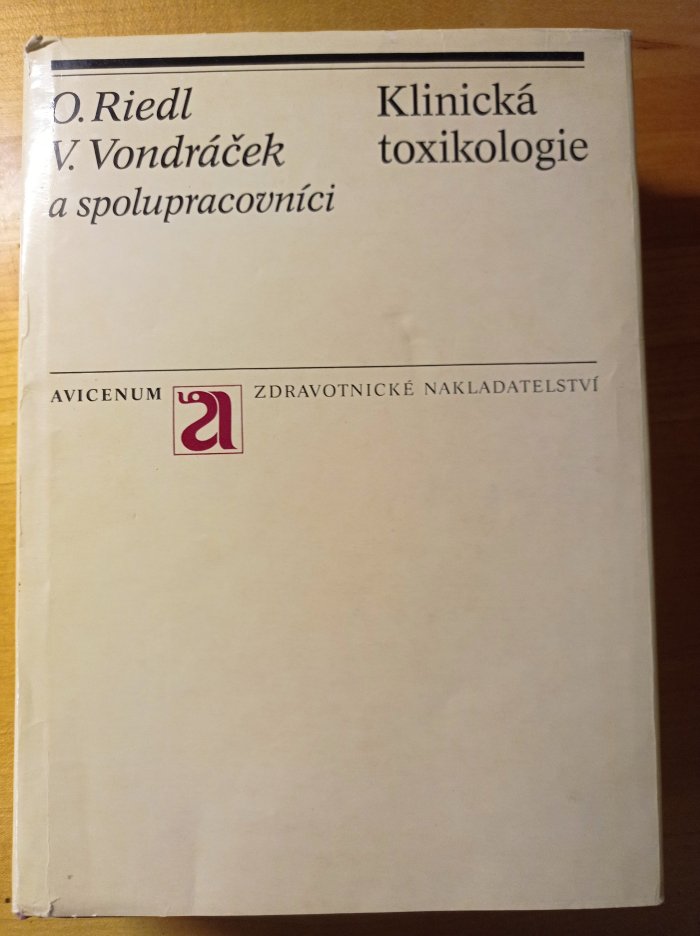 O. Riedl
V. Vondráček
a spolupracovníci
Klinická
toxikologie
AVICENUM a ZDRAVOTNICKÉ NAKLADATELSTVÍ